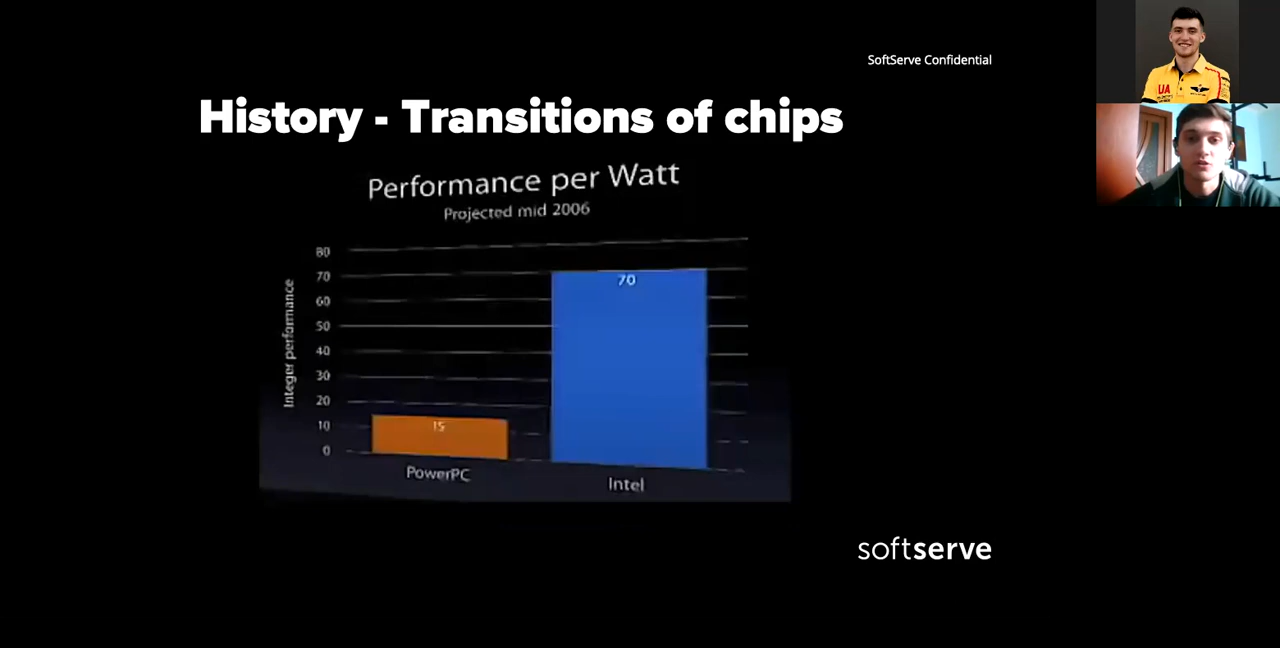 SoftServe Confidential
History - Transitions of chips
Performance per Watt
Projected mid 2006
Integer performance
80
70
60
50
40
30
20
10
0
15
70
PowerPC
Intel
softserve
UA